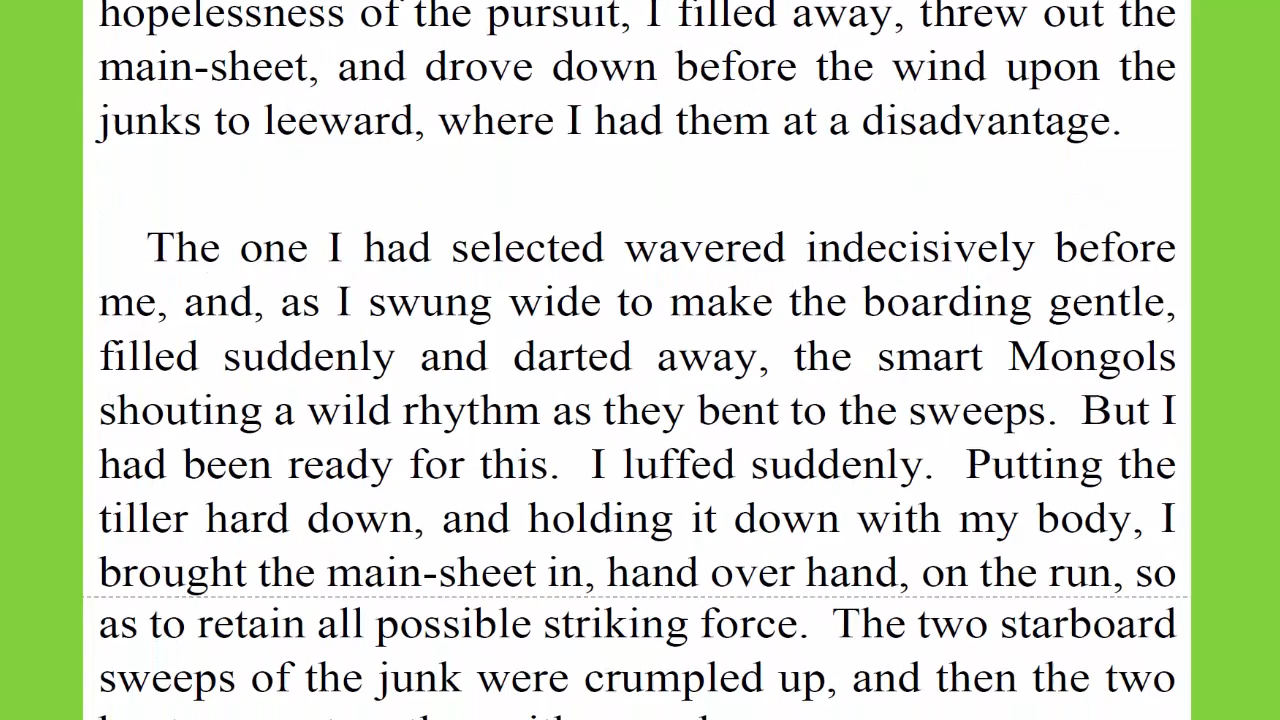 hopelessness of the pursuit, I filled away, threw out the
main-sheet, and drove down before the wind upon the
junks to leeward, where I had them at a disadvantage.
The one I had selected wavered indecisively before
me, and, as I swung wide to make the boarding gentle,
filled suddenly and darted away, the smart Mongols
shouting a wild rhythm as they bent to the sweeps.  But I
had been ready for this.  I luffed suddenly.  Putting the
tiller hard down, and holding it down with my body, I
brought the main-sheet in, hand over hand, on the run, so
as to retain all possible striking force.  The two starboard
sweeps of the junk were crumpled up, and then the two